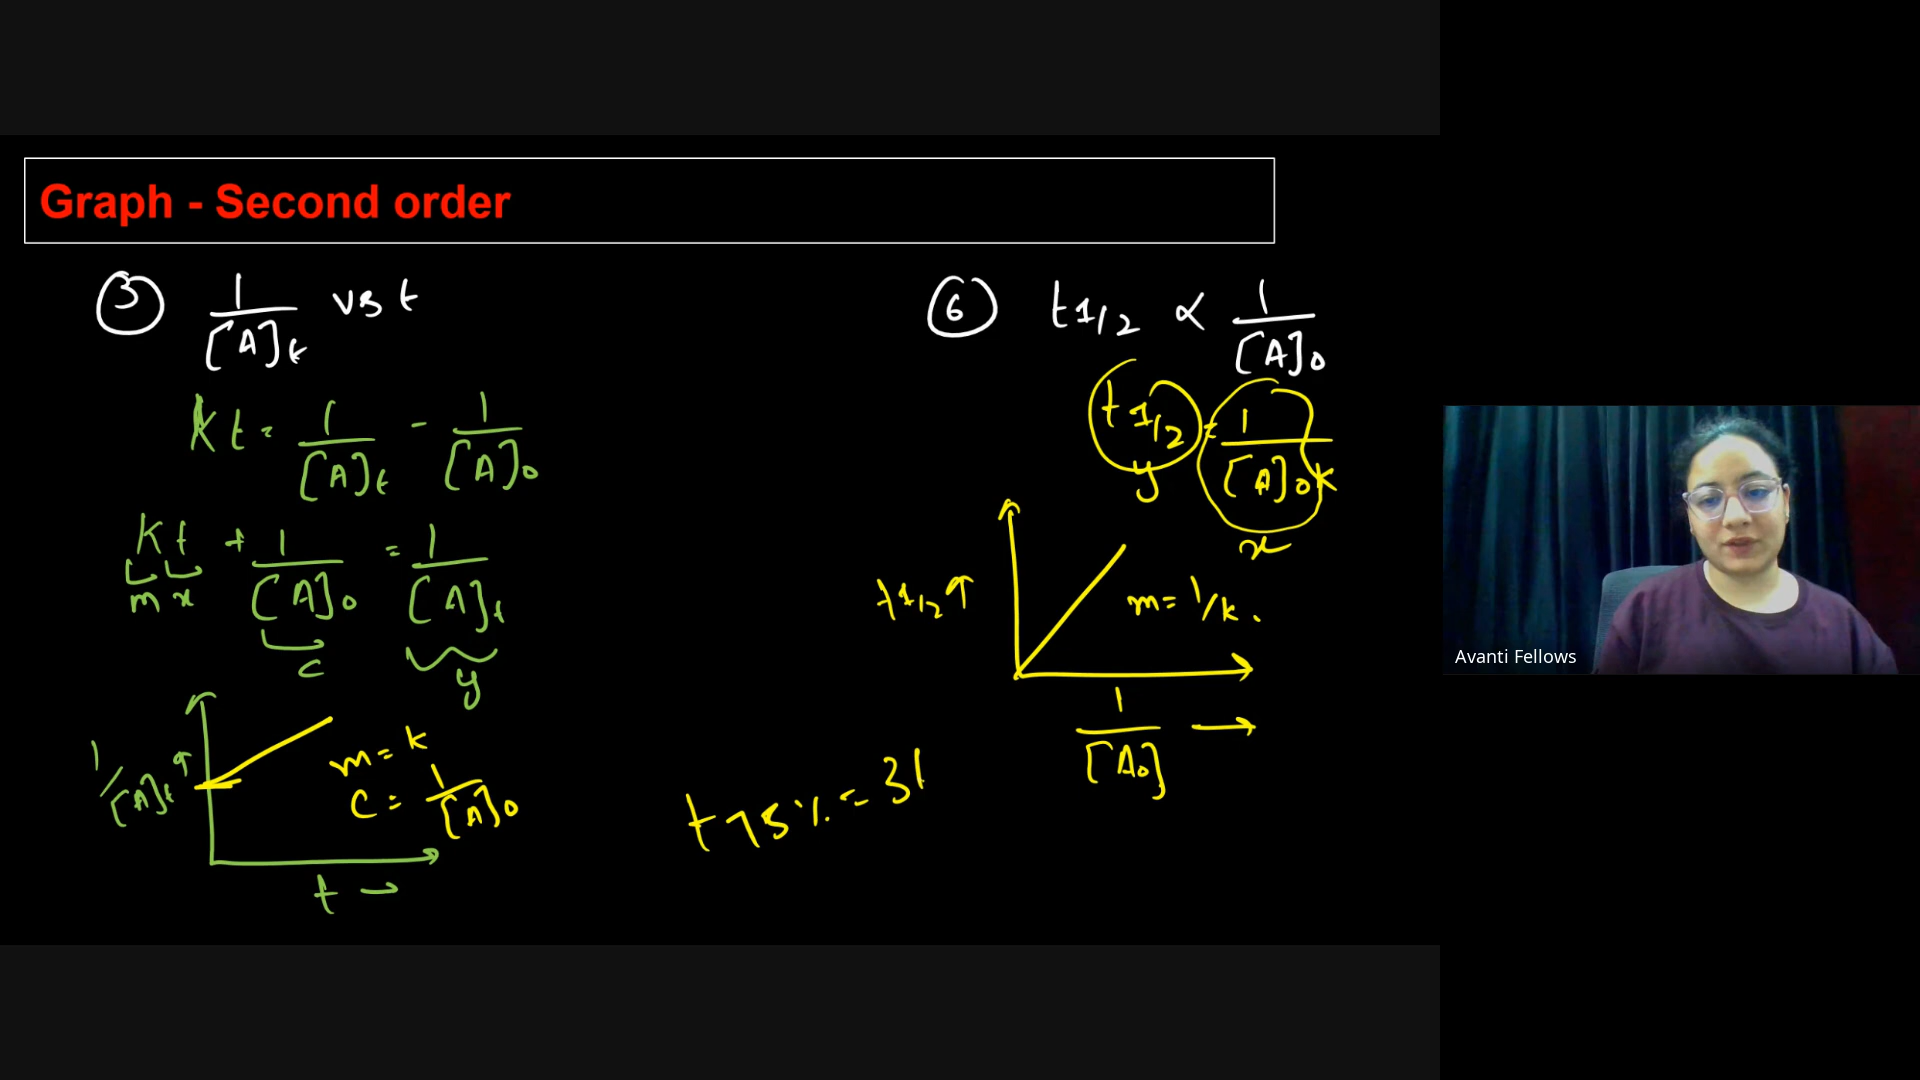 Graph - Second order
③ 1/[A]t vs t
Kt = 1/[A]t - 1/[A]0
Kt + 1/[A]0 = 1/[A]t
m x c y
1/[A]t ↑
m = k
c = 1/[A]0
t →
t75% = 3t
⑥ t1/2 ∝ 1/[A]0
t1/2 = 1/[A]0K
y x
t1/2 ↑
m = 1/k.
1/[A0] →
Avanti Fellows